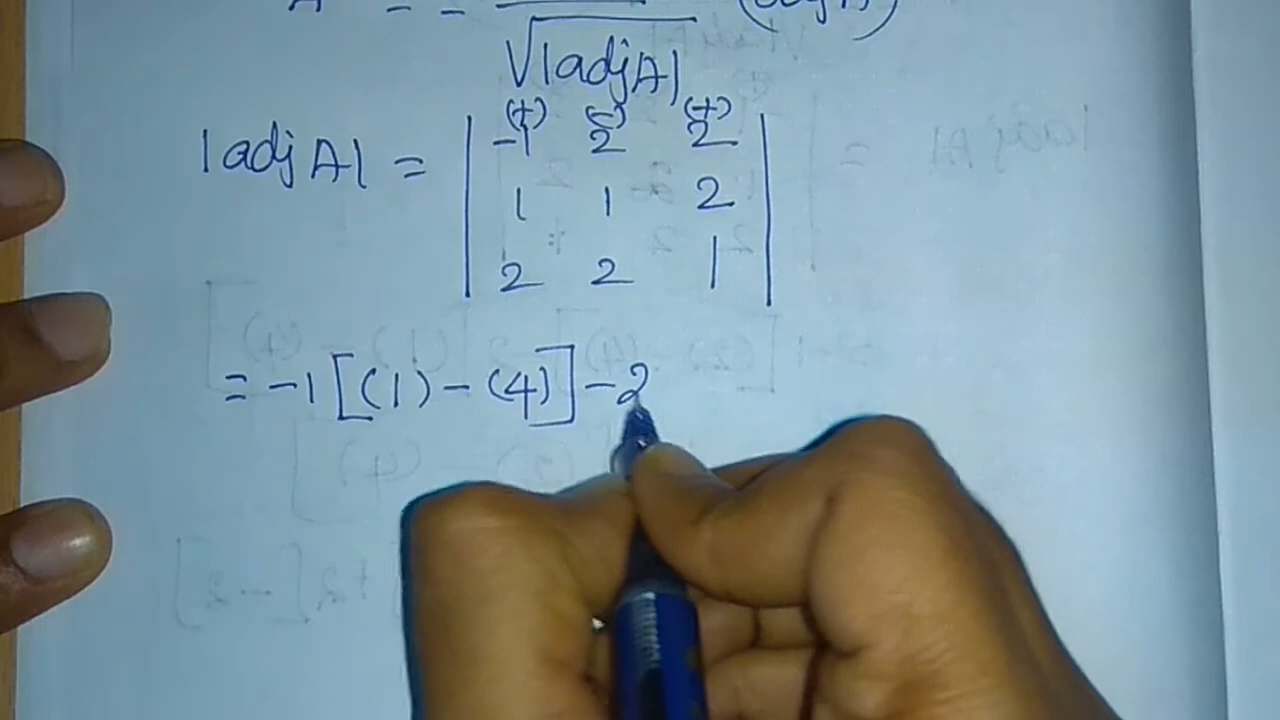 √|adj A|
(+) (-) (+)
|adj A| = | -1 2 2 |
| 1 1 2 |
| 2 2 1 |
= -1 [(1) - (4)] - 2